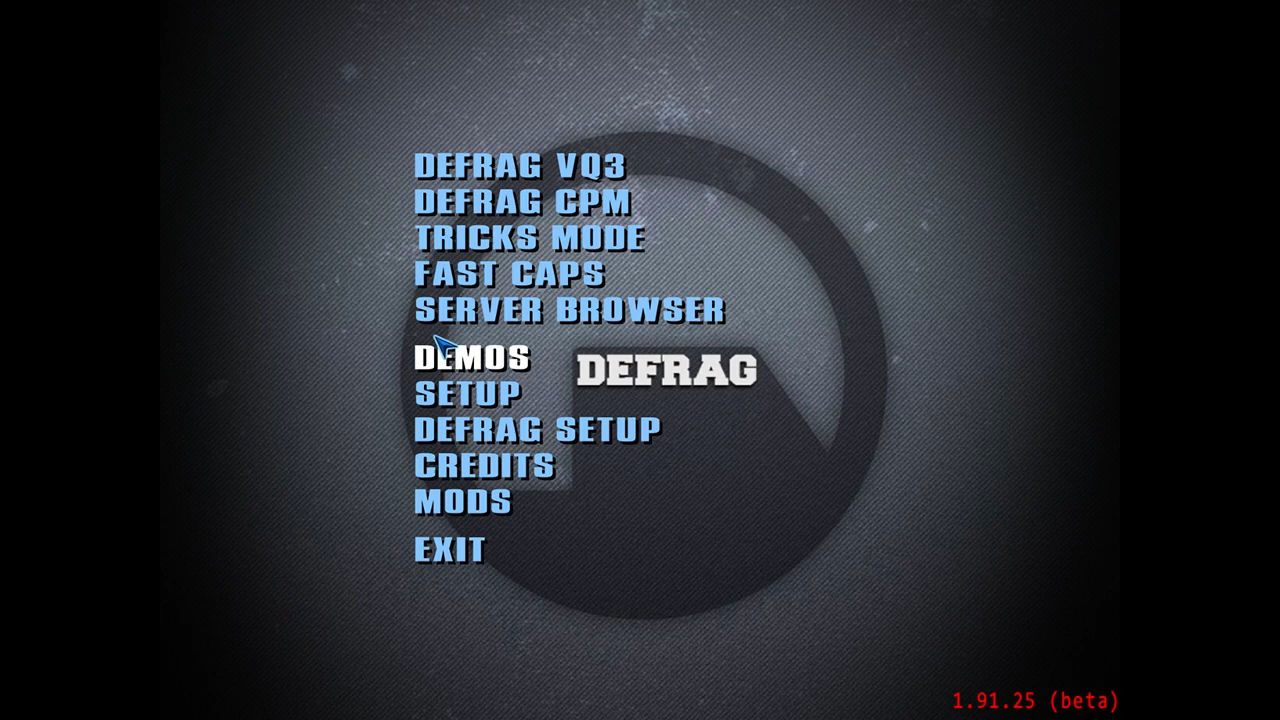 DEFRAG VQ3
DEFRAG CPM
TRICKS MODE
FAST CAPS
SERVER BROWSER
DEMOS
DEFRAG
SETUP
DEFRAG SETUP
CREDITS
MODS
EXIT
1.91.25 (beta)